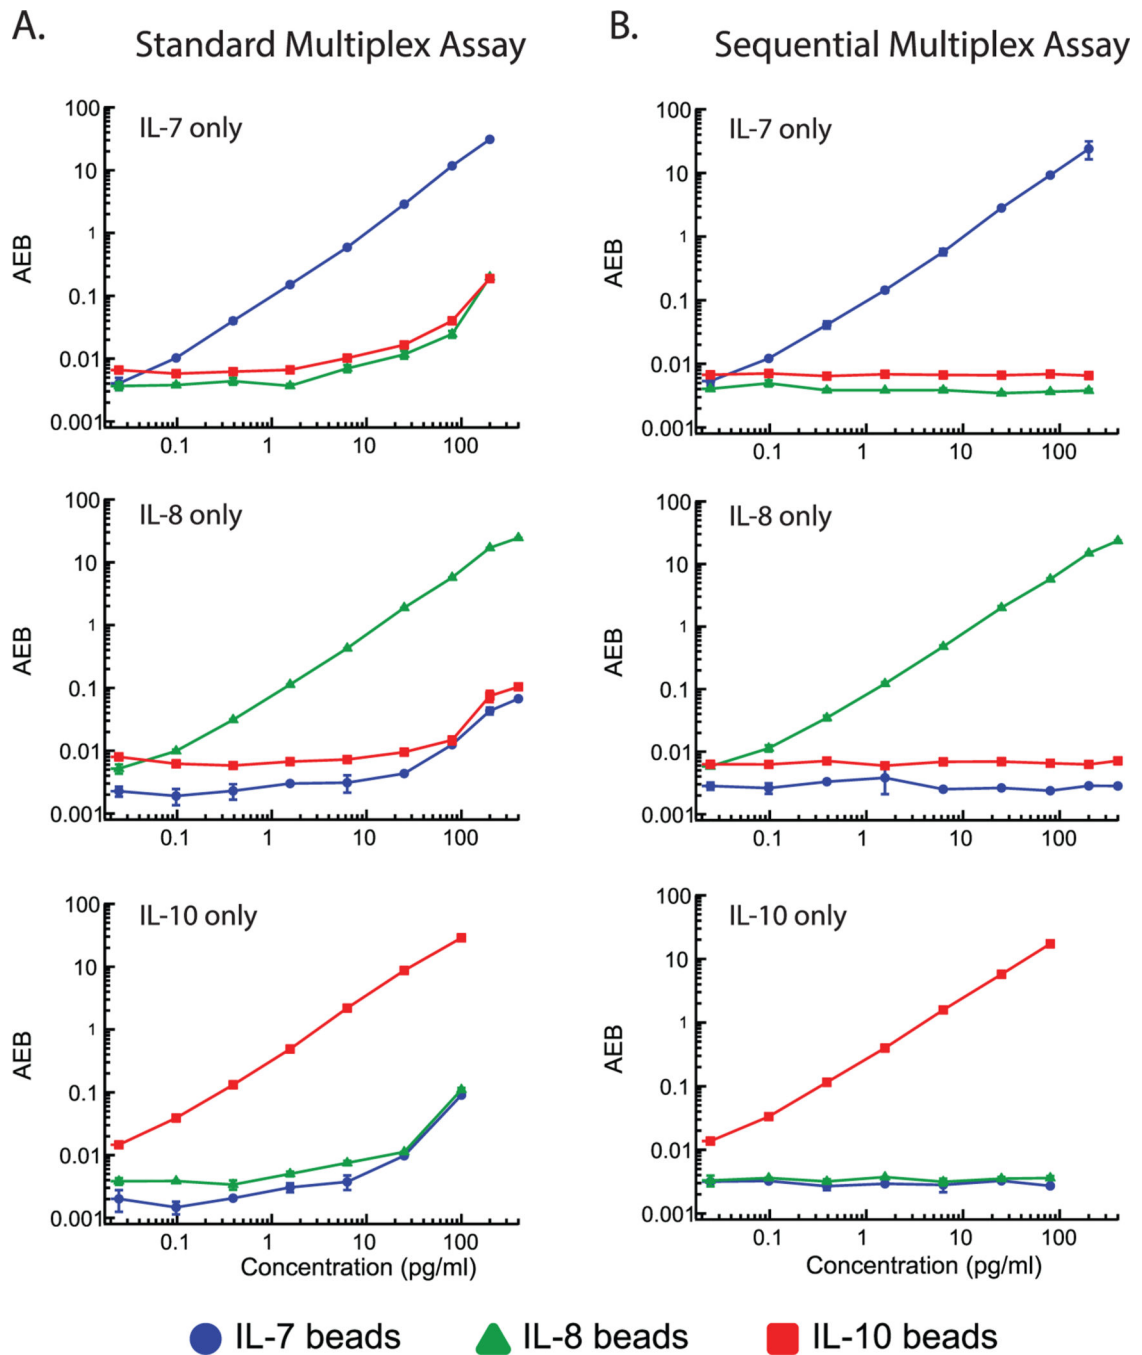 A.
Standard Multiplex Assay
IL-7 only
100
10
1
0.1
0.01
0.001
AEB
0.1
1
10
100
IL-8 only
100
10
1
0.1
0.01
0.001
AEB
0.1
1
10
100
IL-10 only
100
10
1
0.1
0.01
0.001
AEB
0.1
1
10
100
Concentration (pg/ml)
B.
Sequential Multiplex Assay
IL-7 only
100
10
1
0.1
0.01
0.001
AEB
0.1
1
10
100
IL-8 only
100
10
1
0.1
0.01
0.001
AEB
0.1
1
10
100
IL-10 only
100
10
1
0.1
0.01
0.001
AEB
0.1
1
10
100
Concentration (pg/ml)
IL-7 beads
IL-8 beads
IL-10 beads